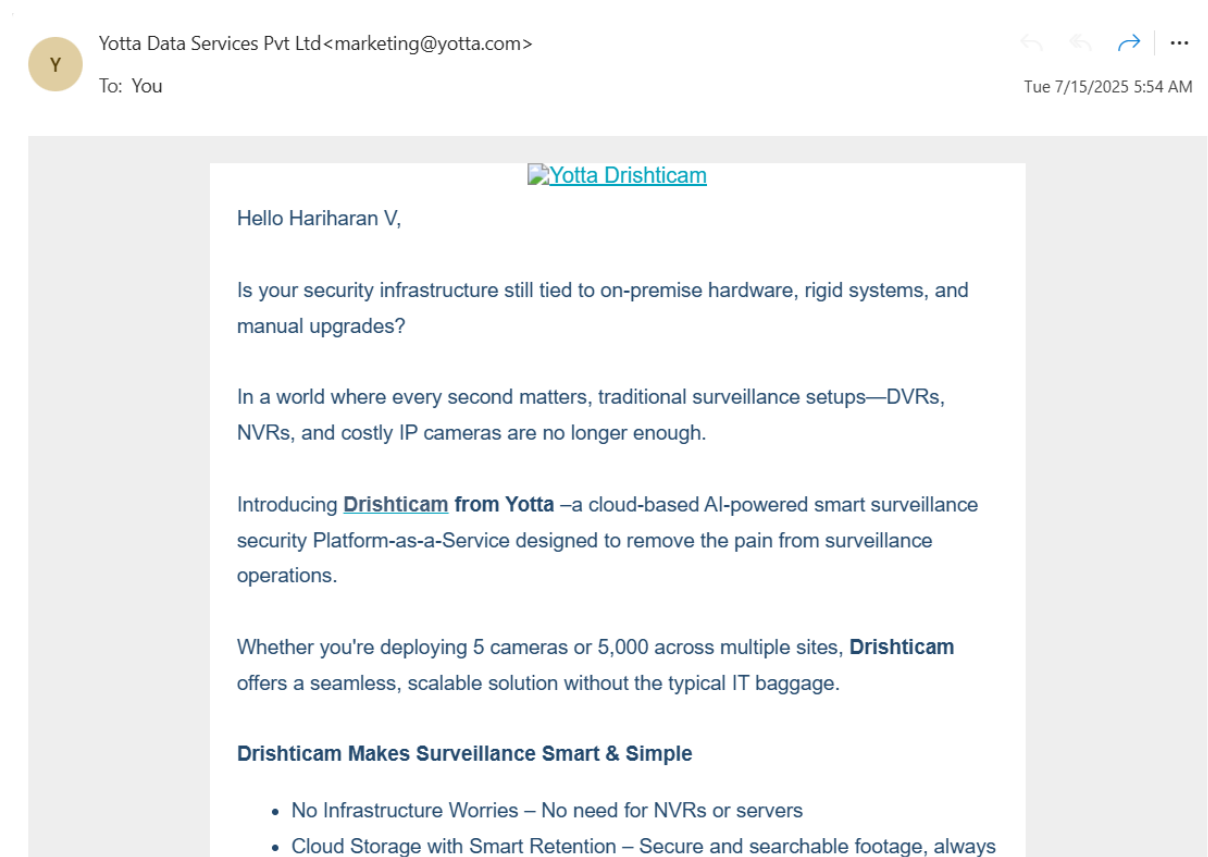 Yotta Data Services Pvt Ltd<marketing@yotta.com>
Y
To: You
Tue 7/15/2025 5:54 AM
Yotta Drishticam
Hello Hariharan V,
Is your security infrastructure still tied to on-premise hardware, rigid systems, and
manual upgrades?
In a world where every second matters, traditional surveillance setups—DVRs,
NVRs, and costly IP cameras are no longer enough.
Introducing Drishticam from Yotta –a cloud-based AI-powered smart surveillance
security Platform-as-a-Service designed to remove the pain from surveillance
operations.
Whether you're deploying 5 cameras or 5,000 across multiple sites, Drishticam
offers a seamless, scalable solution without the typical IT baggage.
Drishticam Makes Surveillance Smart & Simple
• No Infrastructure Worries – No need for NVRs or servers
• Cloud Storage with Smart Retention – Secure and searchable footage, always